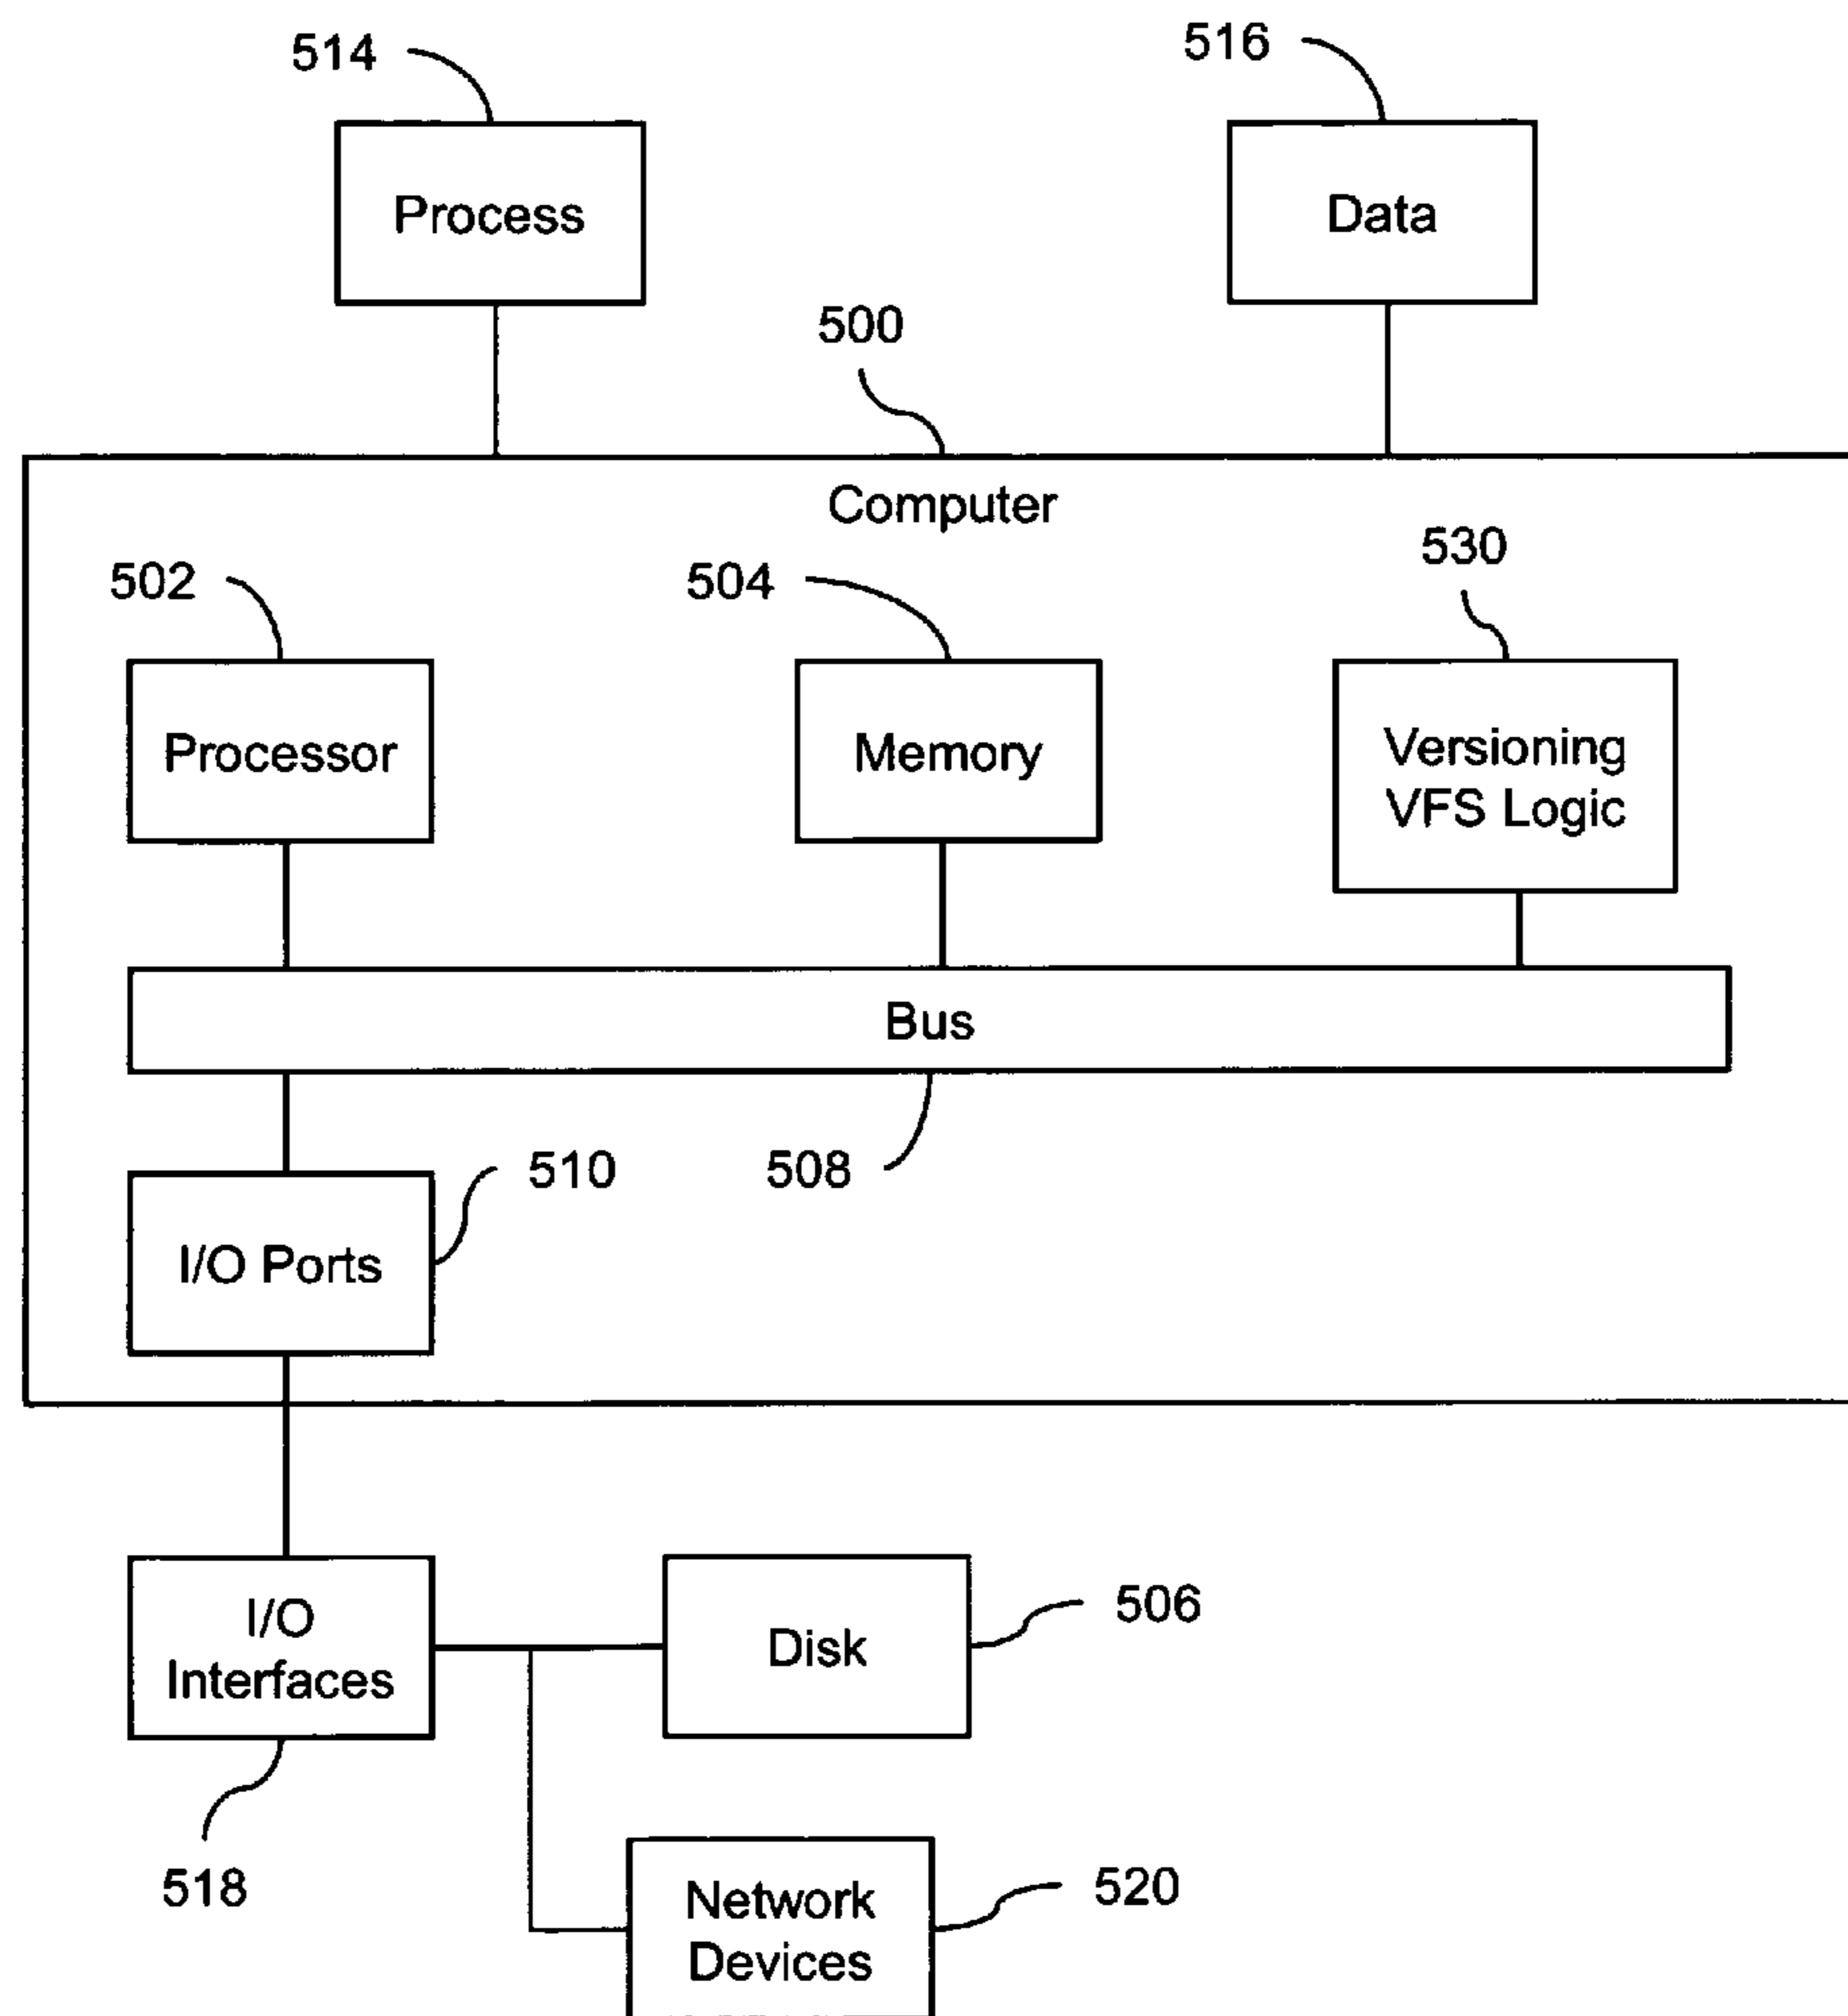 514
516
Process
Data
500
Computer
502
504
530
Processor
Memory
Versioning
VFS Logic
Bus
510
508
I/O Ports
I/O
Interfaces
Disk
506
518
Network
Devices
520